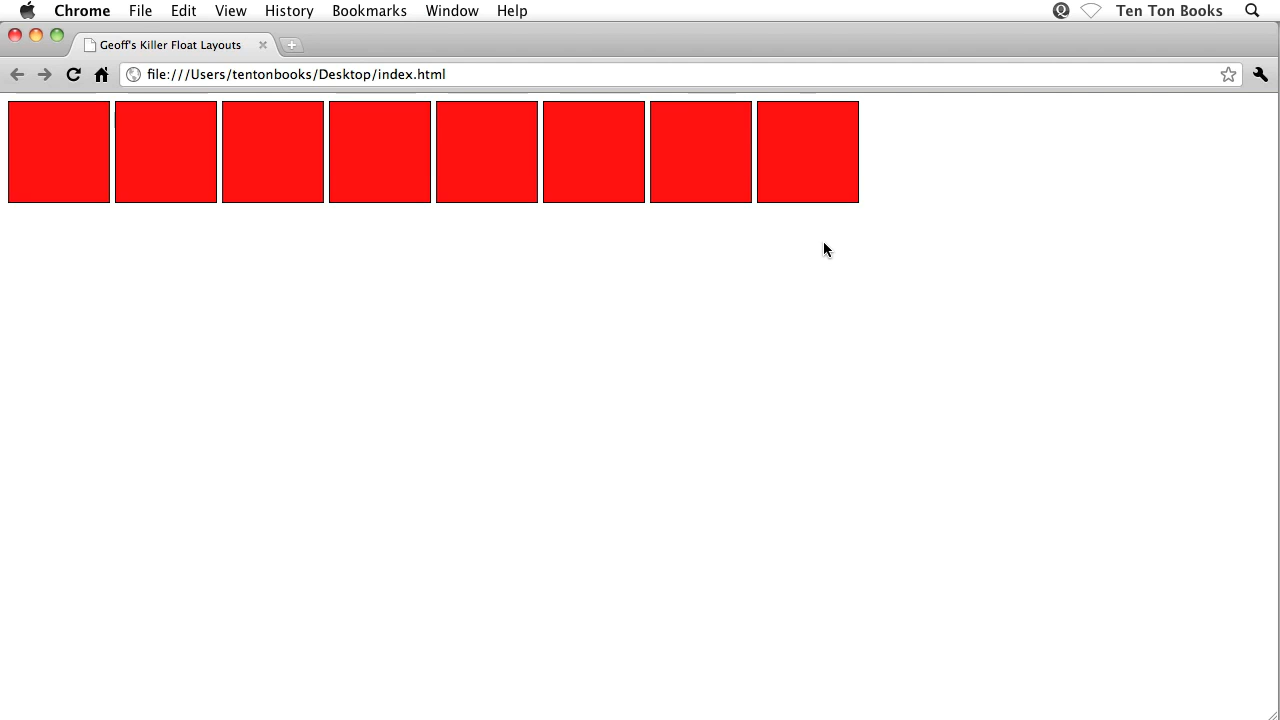 Chrome File Edit View History Bookmarks Window Help Ten Ton Books
Geoff's Killer Float Layouts
file:///Users/tentonbooks/Desktop/index.html